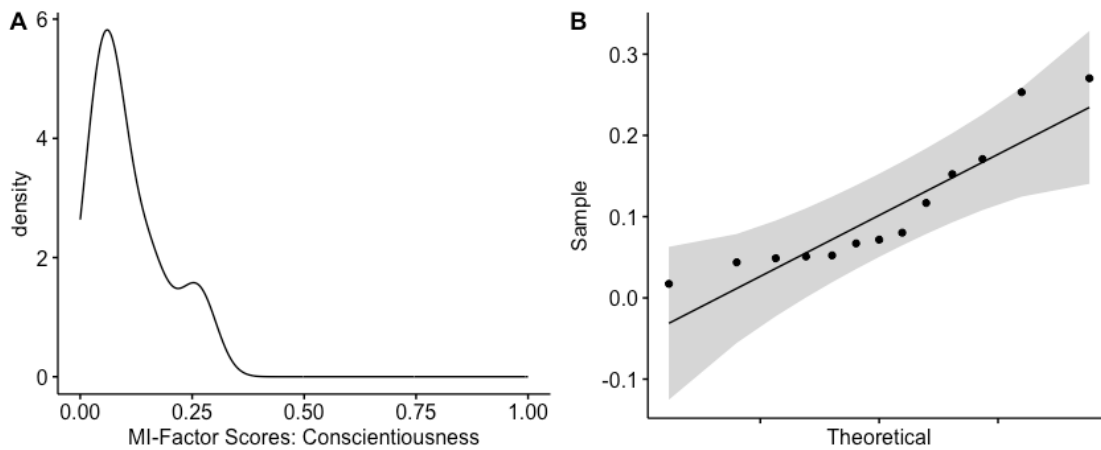 A
density
6
4
2
0
0.00 0.25 0.50 0.75 1.00
MI-Factor Scores: Conscientiousness
B
Sample
0.3
0.2
0.1
0.0
-0.1
Theoretical